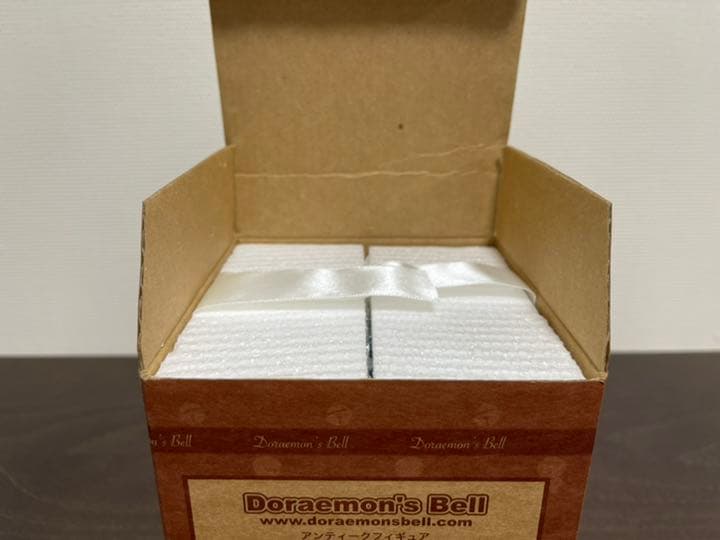 n's Bell Doraemon's Bell Doraemon's Bell
Doraemon's Bell
www.doraemonsbell.com
アンティークフィギュア